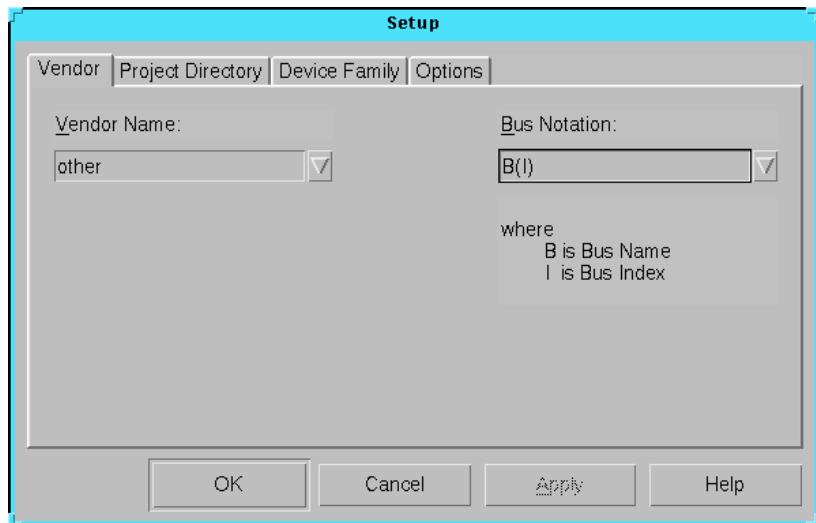 Setup
Vendor Project Directory Device Family Options
Vendor Name: Bus Notation:
other B(I)
where
B is Bus Name
I is Bus Index
OK Cancel Apply Help